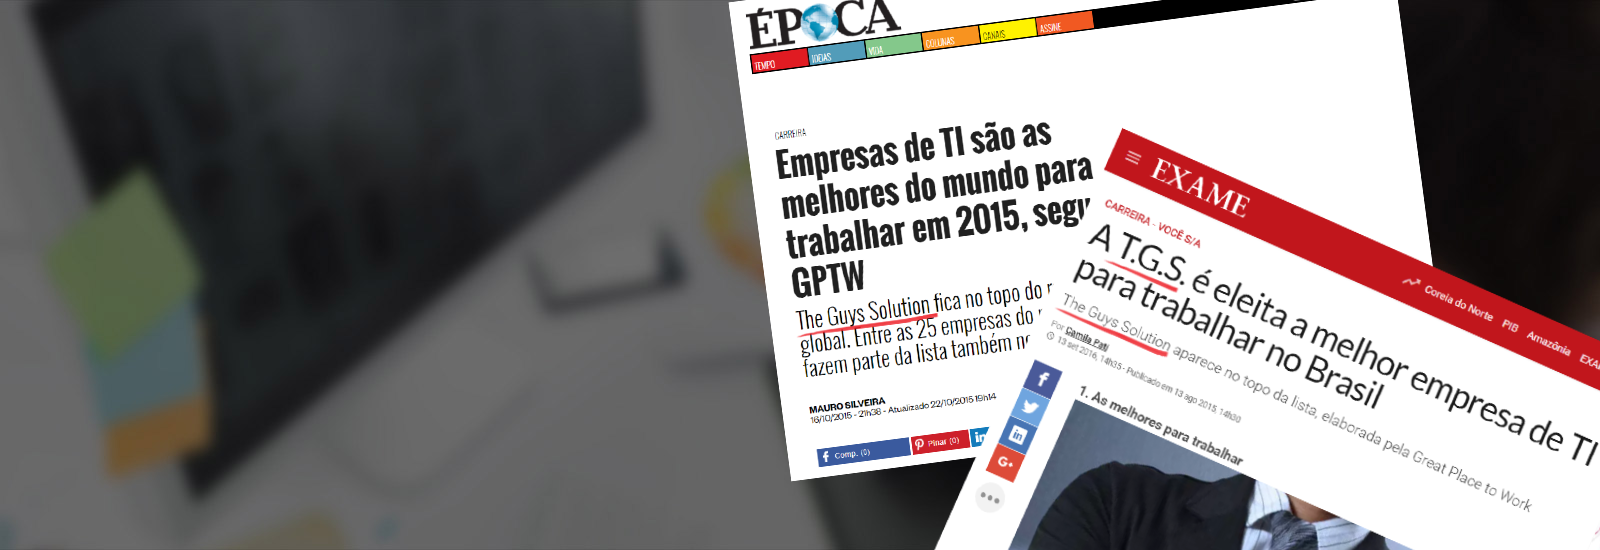 ÉPOCA
TEMPO IDEIAS VIDA COLUNAS CANAIS ASSINE
CARREIRA
Empresas de TI são as
melhores do mundo para
trabalhar em 2015, segu
GPTW
The Guys Solution fica no topo do
global. Entre as 25 empresas do
fazem parte da lista também
MAURO SILVEIRA
16/10/2015 - 21h36 - Atualizado 22/10/2015 19h14
Comp. (0) Pinar (0) in
EXAME
Coreia do Norte PIB Amazônia EXA
CARREIRA - VOCÊ S/A
A T.G.S. é eleita a melhor empresa de TI
para trabalhar no Brasil
The Guys Solution aparece no topo da lista, elaborada pela Great Place to Work
Por Camila Pati
13 set 2016, 14h35 - Publicado em 13 ago 2015, 14h30
1. As melhores para trabalhar